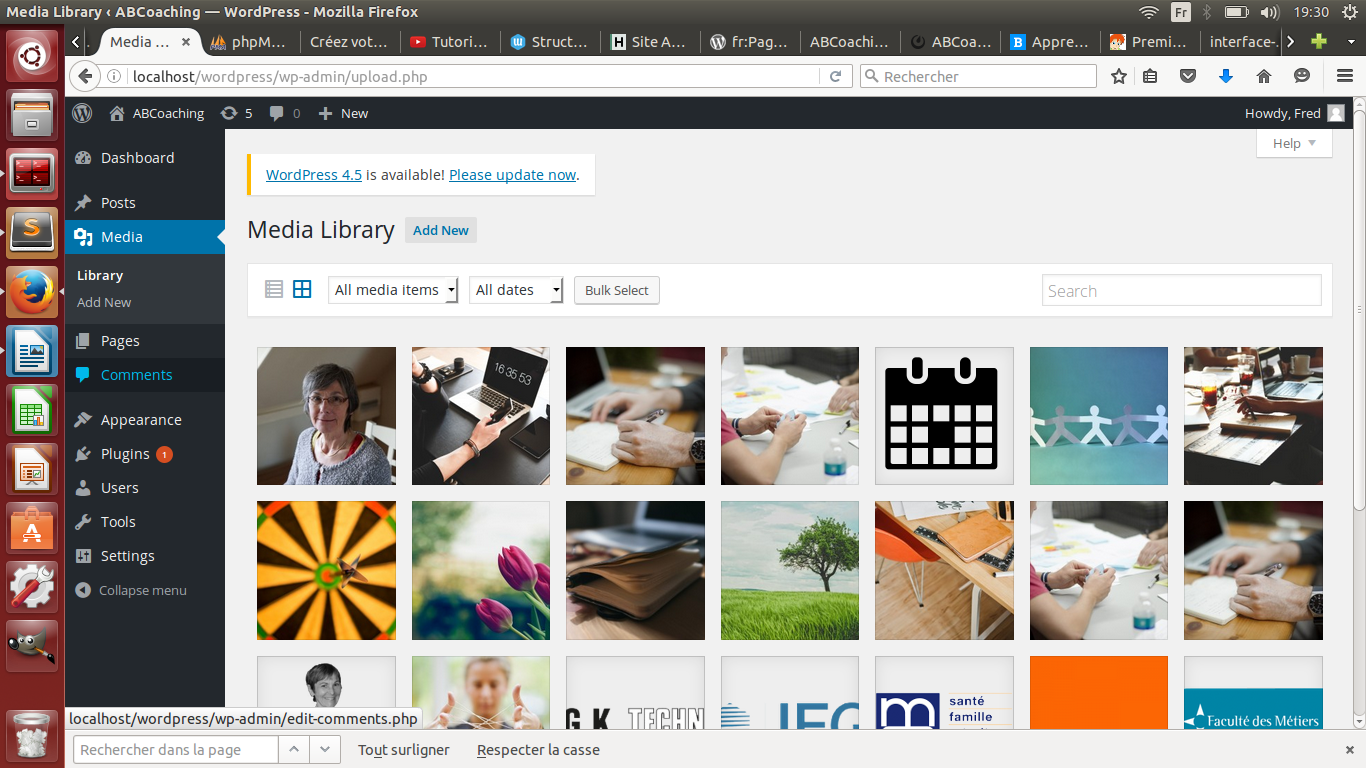 Media Library ‹ ABCoaching — WordPress - Mozilla Firefox
Fr
19:30
Media ...
phpM...
Créez vot...
Tutori...
Struct...
Site A...
fr:Pag...
ABCoachi...
ABCoa...
Appre...
Premi...
interface-...
localhost/wordpress/wp-admin/upload.php
Rechercher
ABCoaching
5
0
New
Howdy, Fred
Help
Dashboard
Posts
Media
Library
Add New
Pages
Comments
Appearance
Plugins 1
Users
Tools
Settings
Collapse menu
WordPress 4.5 is available! Please update now.
Media Library
Add New
All media items
All dates
Bulk Select
Search
16 35 53
G K TECHN
IFG
m
santé
famille
Faculté des Métiers
localhost/wordpress/wp-admin/edit-comments.php
Rechercher dans la page
Tout surligner
Respecter la casse